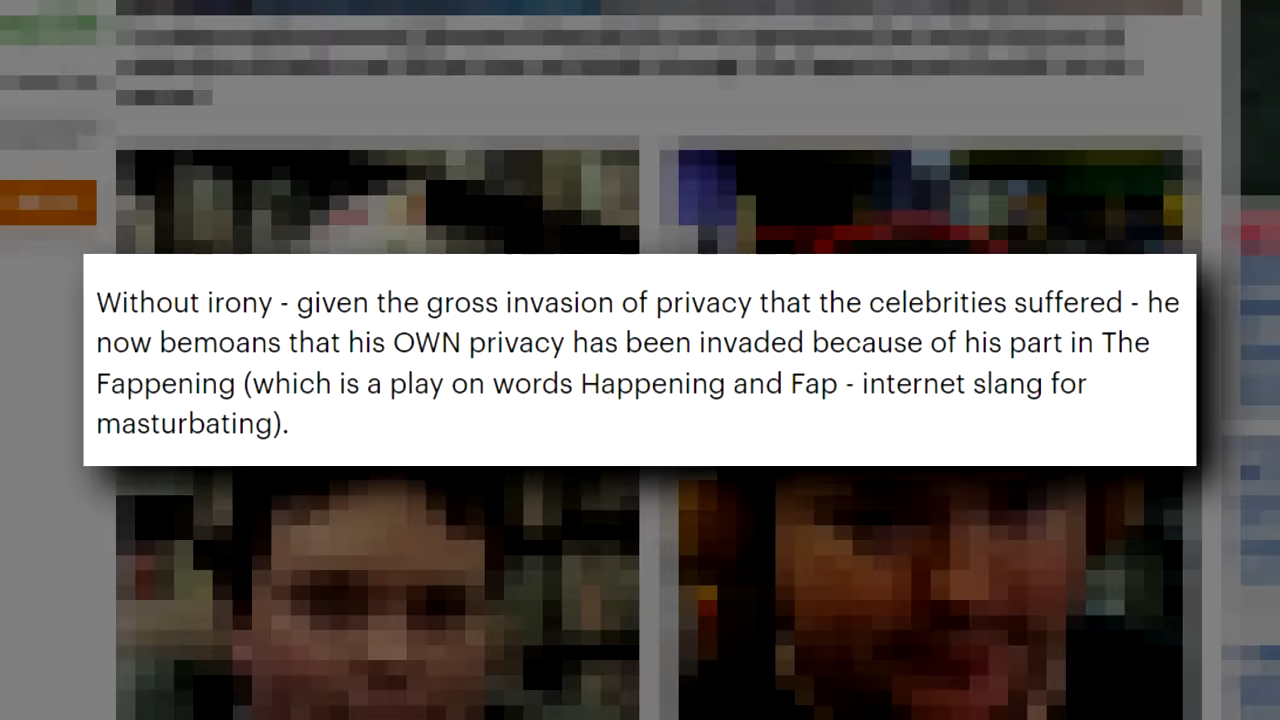 Without irony - given the gross invasion of privacy that the celebrities suffered - he
now bemoans that his OWN privacy has been invaded because of his part in The
Fappening (which is a play on words Happening and Fap - internet slang for
masturbating).